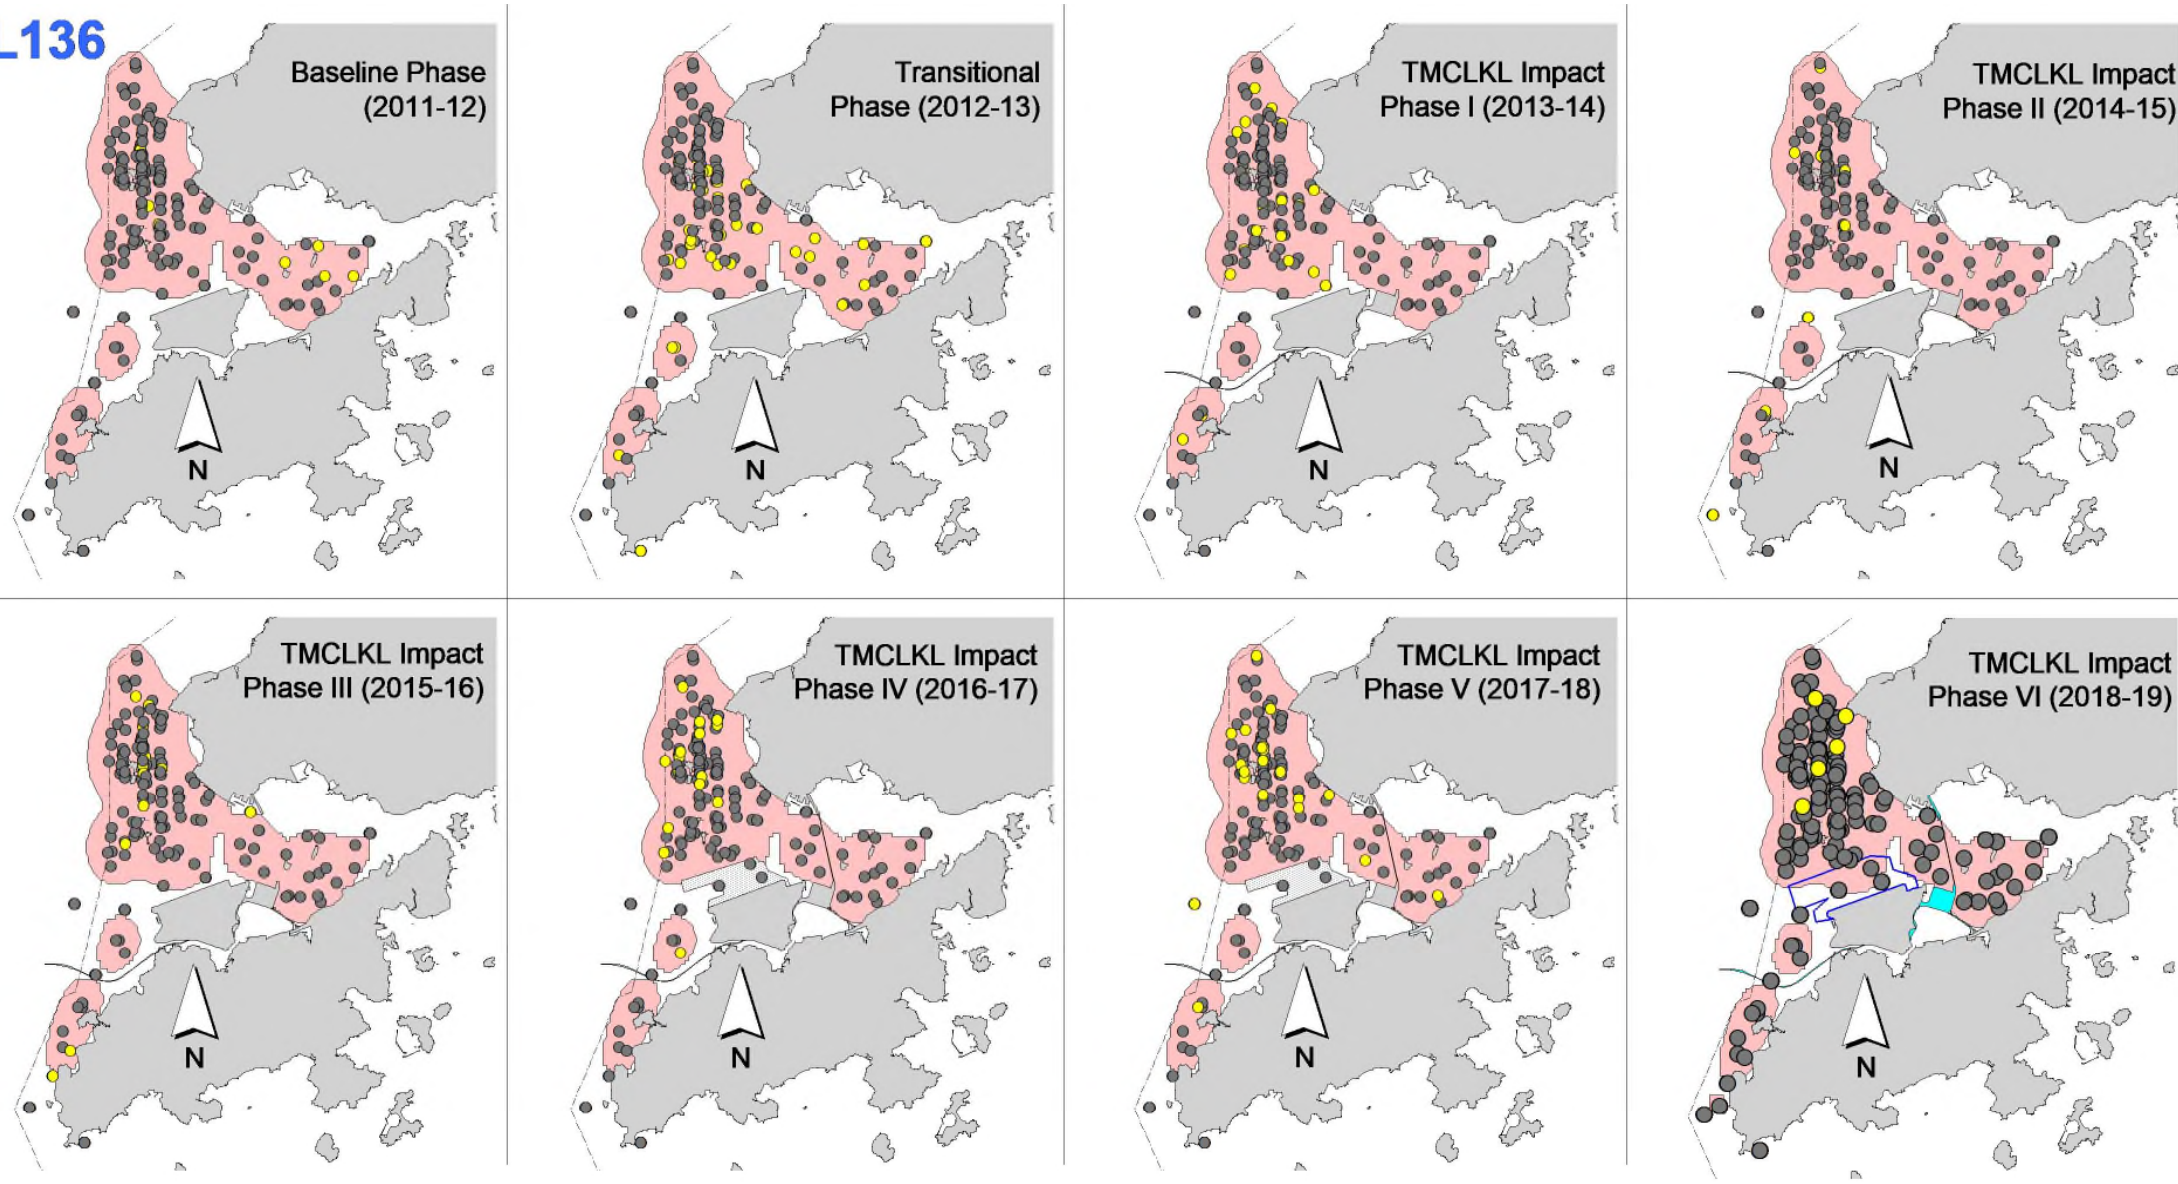 L136
Baseline Phase
(2011-12)
Transitional
Phase (2012-13)
TMCLKL Impact
Phase I (2013-14)
TMCLKL Impact
Phase II (2014-15)
N
N
N
N
TMCLKL Impact
Phase III (2015-16)
TMCLKL Impact
Phase IV (2016-17)
TMCLKL Impact
Phase V (2017-18)
TMCLKL Impact
Phase VI (2018-19)
N
N
N
N